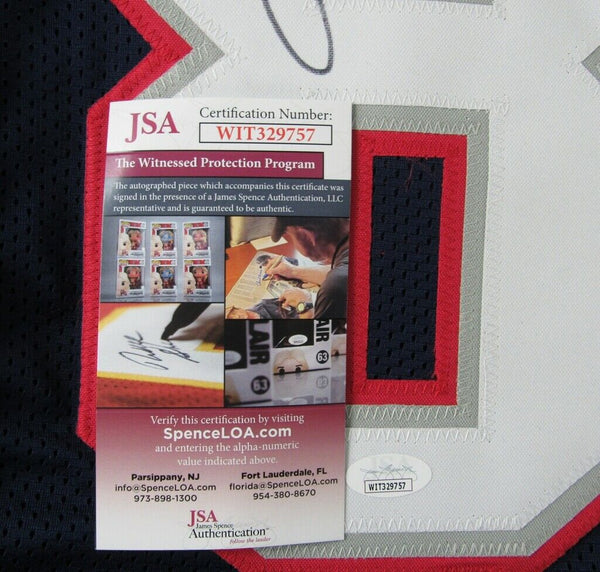 JSA
Certification Number:
WIT329757
The Witnessed Protection Program
The autographed piece which accompanies this certificate was
signed in the presence of a James Spence Authentication, LLC
representative and is guaranteed to be authentic.
LAIR
63
63
Verify this certification by visiting
SpenceLOA.com
and entering the alpha-numeric
value indicated above.
Parsippany, NJ
info@SpenceLOA.com
973-898-1300
Fort Lauderdale, FL
florida@SpenceLOA.com
954-380-8670
JSA
James Spence
Authentication
Follow the leader
WIT329757